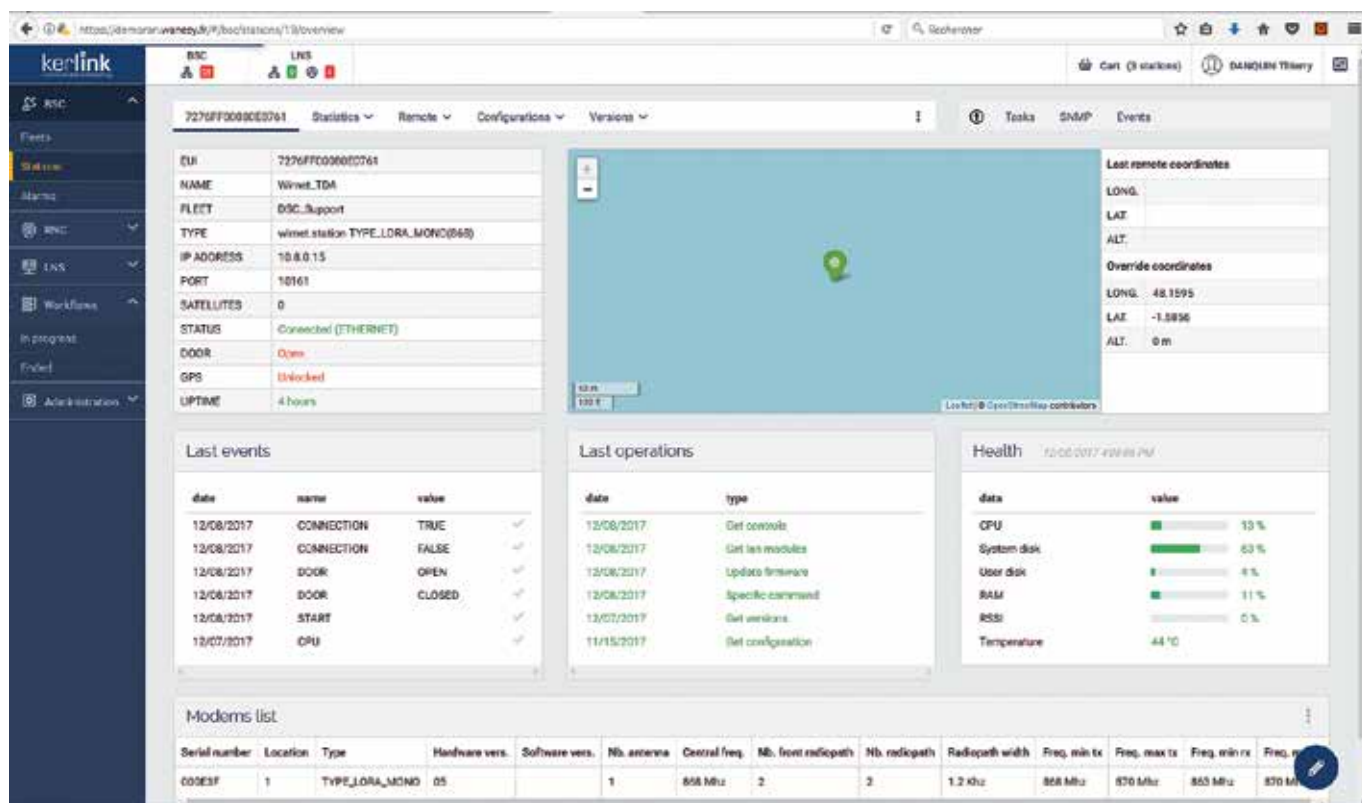 Rechercher
kerlink
BSC
LNS
Cart (3 stations)
DANQUIN Thierry
BSC
Fleets
Stations
Alarms
RNC
LNS
Workflows
In progress
Ended
Administration
Statistics
Remote
Configurations
Versions
Tasks
SNMP
Events
EUI
NAME Wirnet_TDA
FLEET
TYPE wirnet station TYPE_LORA_MONO(868)
IP ADDRESS 10.8.0.15
PORT 10161
SATELLITES 0
STATUS Connected (ETHERNET)
DOOR Open
GPS Unlocked
UPTIME 4 hours
+
−
10 m
100 ft
Leaflet | © OpenStreetMap contributors
Last remote coordinates
LONG.
LAT.
ALT.
Override coordinates
LONG. 48.1595
LAT.
ALT. 0 m
Last events
date name value
12/08/2017 CONNECTION TRUE
12/08/2017 CONNECTION FALSE
12/08/2017 DOOR OPEN
12/08/2017 DOOR CLOSED
12/08/2017 START
12/07/2017 CPU
Last operations
date type
12/08/2017 Get controls
12/08/2017 Get lan modules
12/08/2017 Update firmware
12/08/2017 Specific command
12/07/2017 Get versions
11/15/2017 Get configuration
Health
data value
CPU 13 %
System disk 63 %
User disk 4 %
RAM 11 %
RSSI 0 %
Temperature 44 °C
Modems list
Serial number Location Type Hardware vers. Software vers. Nb. antenna Central freq. Nb. front radiopath Nb. radiopath Radiopath width Freq. min tx Freq. max tx Freq. min rx Freq.
1 TYPE_LORA_MONO 05 1 868 Mhz 2 2 1.2 Khz 868 Mhz 870 Mhz 863 Mhz 870